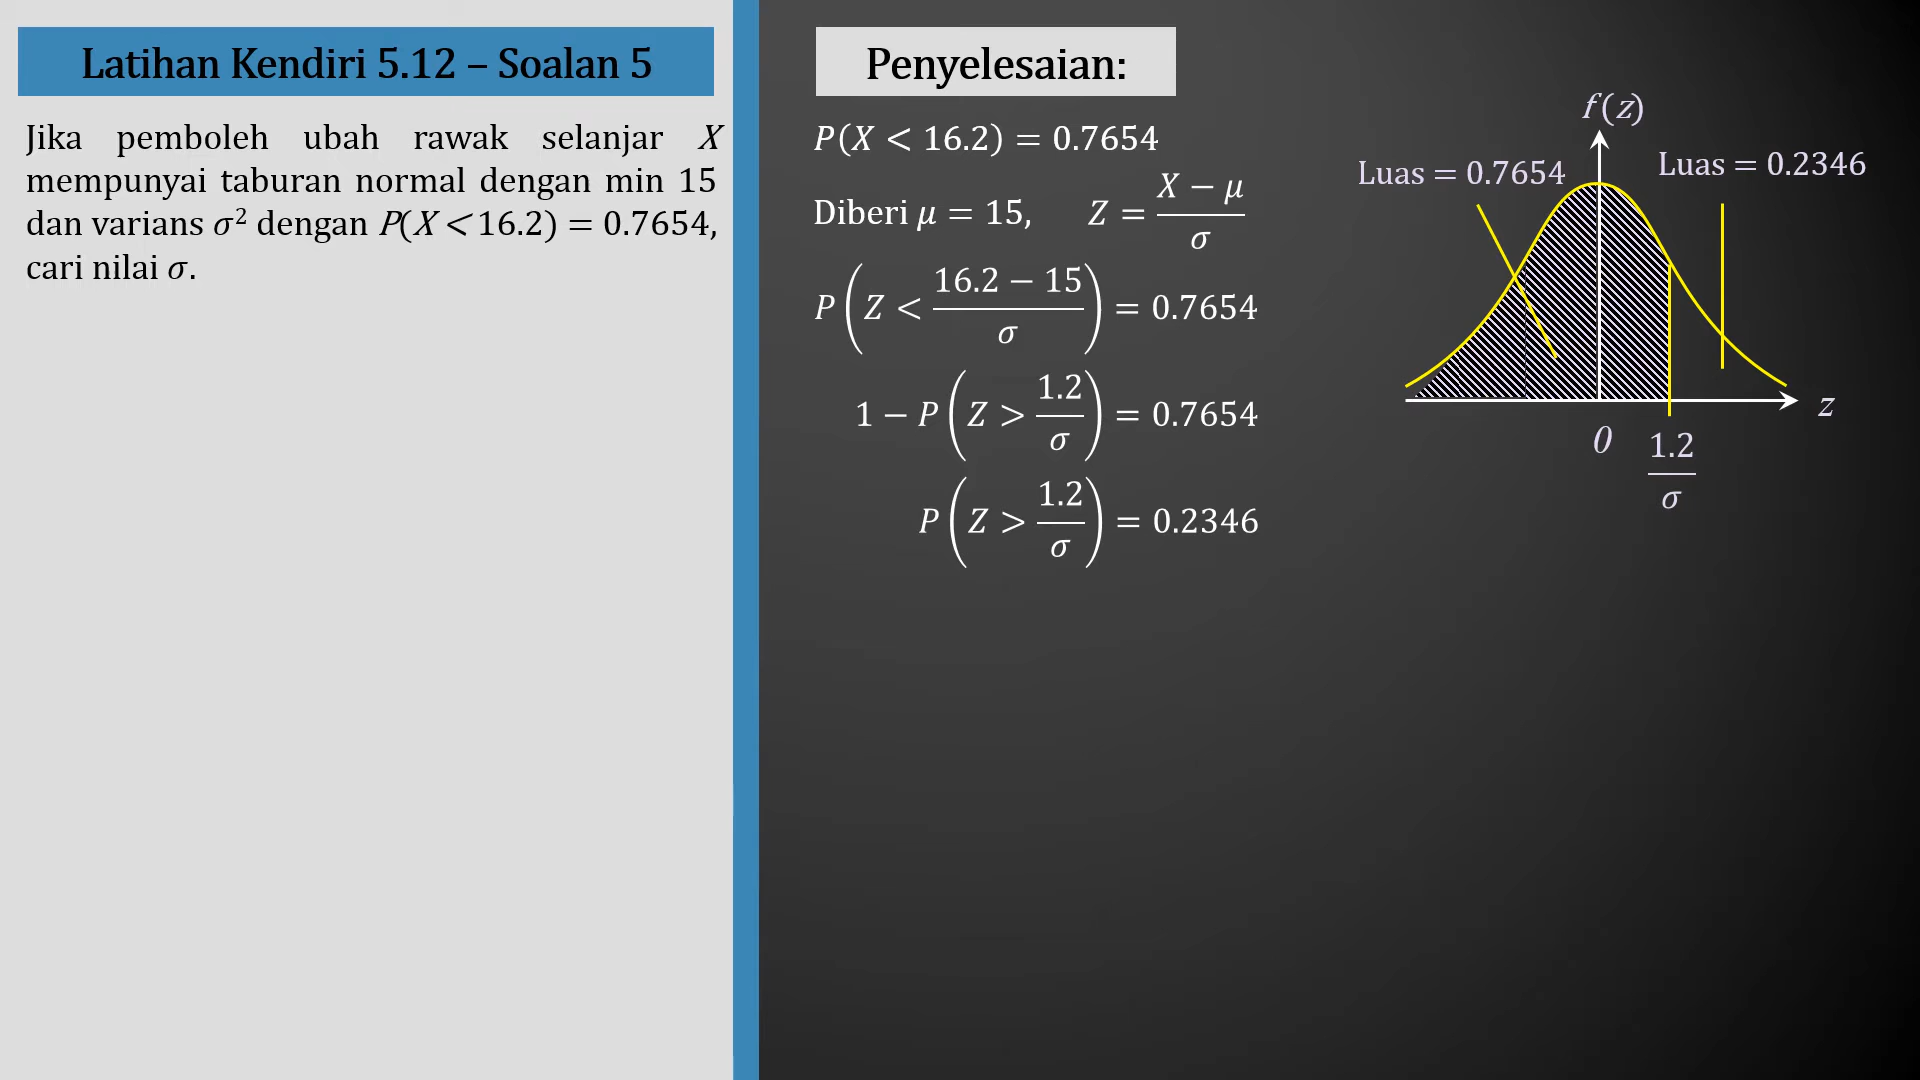 Latihan Kendiri 5.12 – Soalan 5
Jika pemboleh ubah rawak selanjar X
mempunyai taburan normal dengan min 15
dan varians σ² dengan P(X < 16.2) = 0.7654,
cari nilai σ.
Penyelesaian:
P(X < 16.2) = 0.7654
Diberi μ = 15, Z = (X − μ)/σ
P(Z < (16.2 − 15)/σ) = 0.7654
1 − P(Z > 1.2/σ) = 0.7654
P(Z > 1.2/σ) = 0.2346
f(z)
Luas = 0.7654
Luas = 0.2346
z
0
1.2/σ